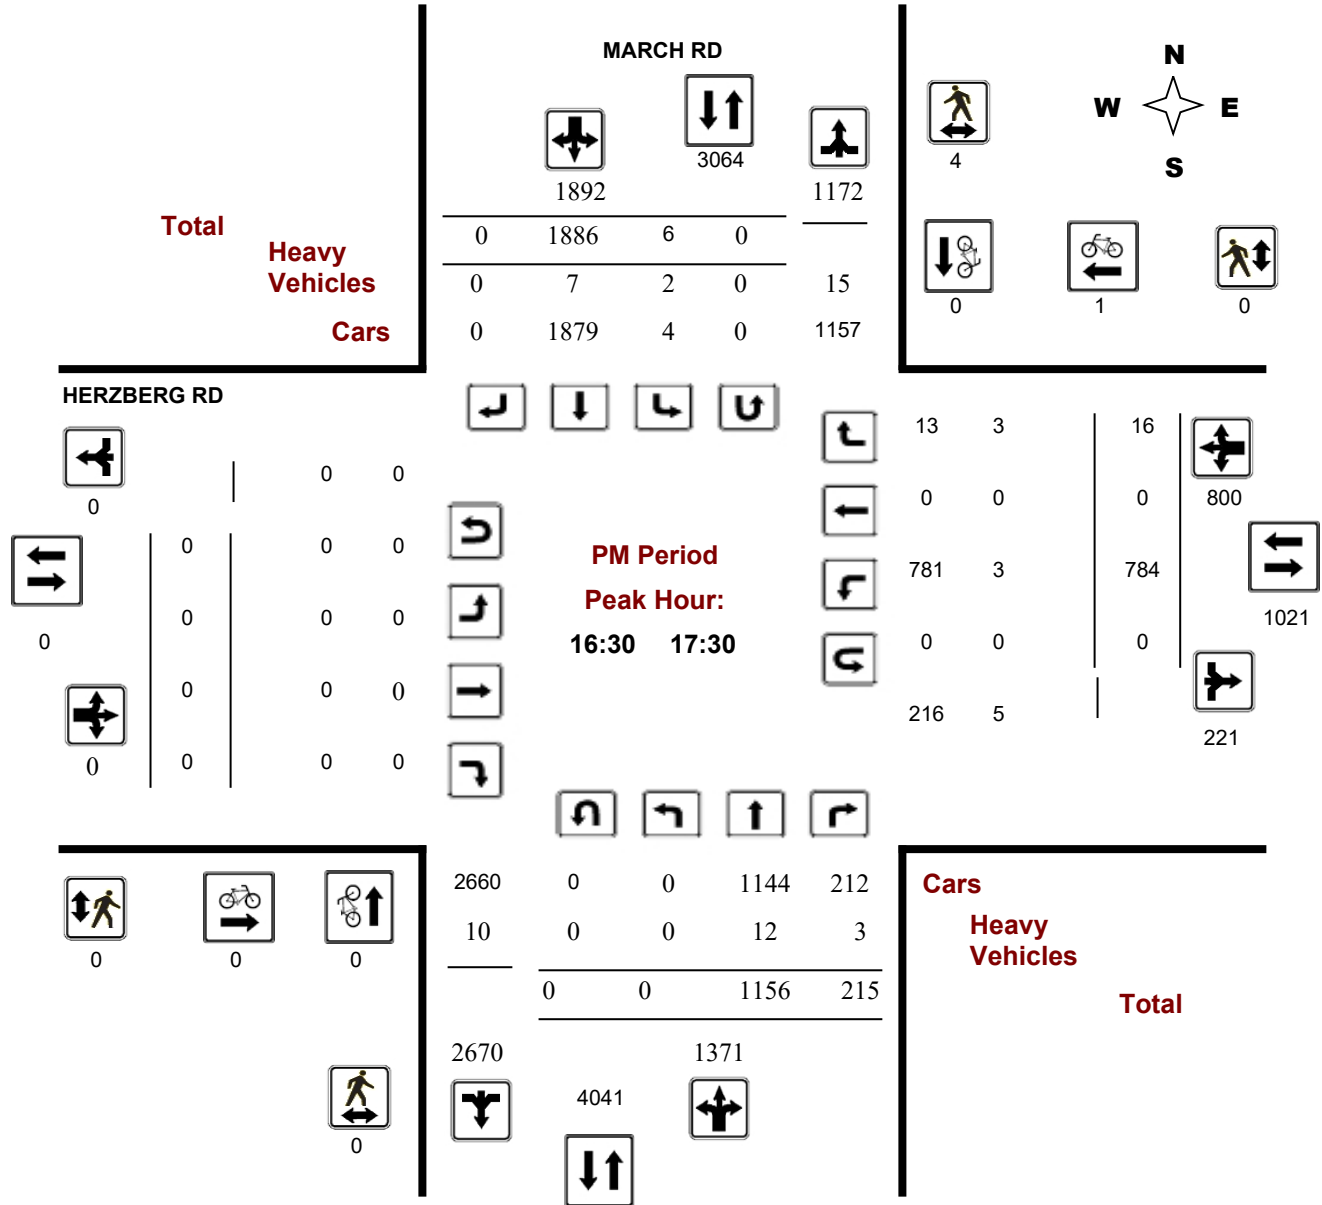 MARCH RD
N
W E
S
3064
4
1892 1172
Total
0 1886 6 0
Heavy
Vehicles
0 7 2 0 15
0 1 0
Cars
0 1879 4 0 1157
HERZBERG RD
13 3 16
0 0
0
0 0 0 800
0 0 0
PM Period
781 3 784
Peak Hour:
0 0 0
1021
0
16:30 17:30
0 0 0
0 0 0
216 5
221
0
0 0 0
2660 0 0 1144 212
Cars
10 0 0 12 3
Heavy
Vehicles
0 0 0
0 0 1156 215
Total
2670 1371
4041
0